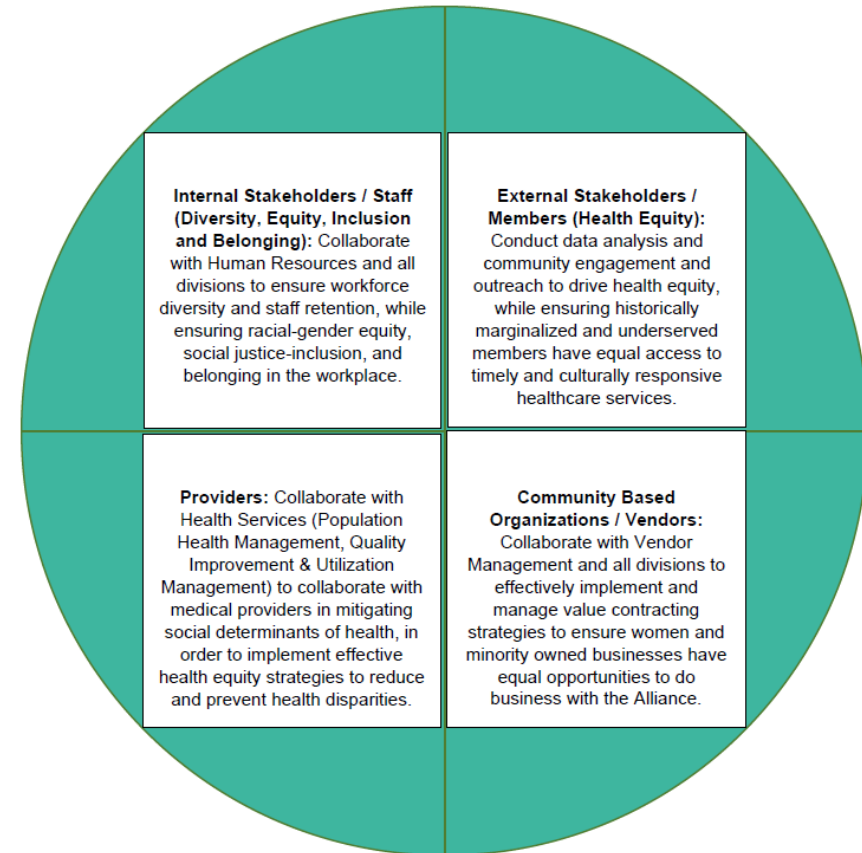 Internal Stakeholders / Staff
(Diversity, Equity, Inclusion
and Belonging): Collaborate
with Human Resources and all
divisions to ensure workforce
diversity and staff retention, while
ensuring racial-gender equity,
social justice-inclusion, and
belonging in the workplace.
External Stakeholders /
Members (Health Equity):
Conduct data analysis and
community engagement and
outreach to drive health equity,
while ensuring historically
marginalized and underserved
members have equal access to
timely and culturally responsive
healthcare services.
Providers: Collaborate with
Health Services (Population
Health Management, Quality
Improvement & Utilization
Management) to collaborate with
medical providers in mitigating
social determinants of health, in
order to implement effective
health equity strategies to reduce
and prevent health disparities.
Community Based
Organizations / Vendors:
Collaborate with Vendor
Management and all divisions to
effectively implement and
manage value contracting
strategies to ensure women and
minority owned businesses have
equal opportunities to do
business with the Alliance.